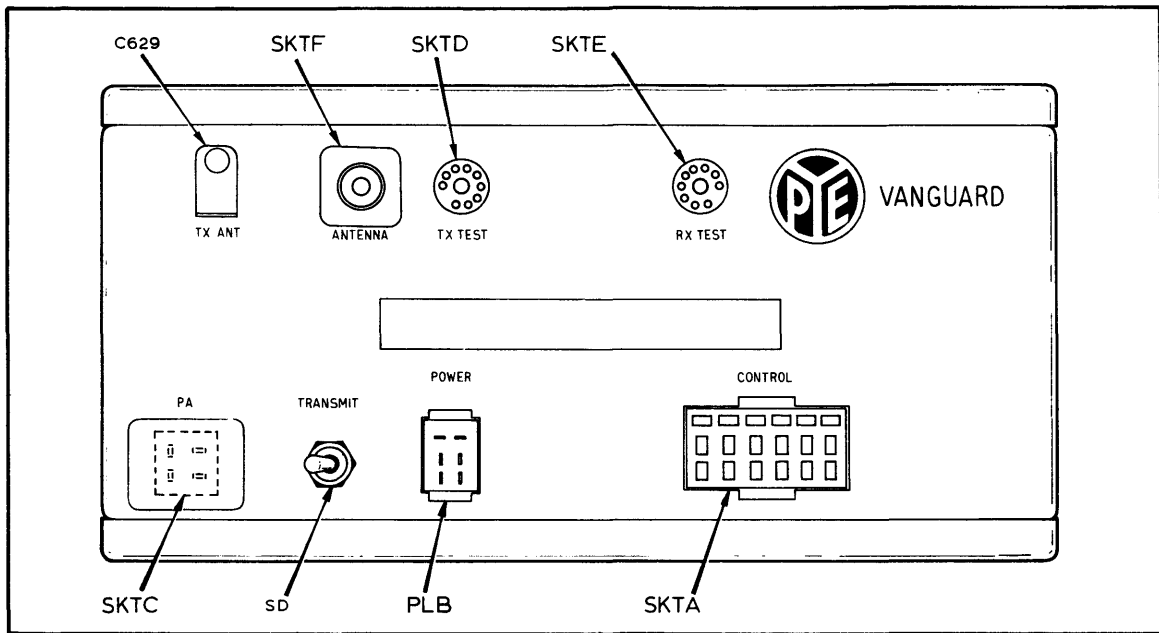 C629 SKTF SKTD SKTE
PYE VANGUARD
TX ANT ANTENNA TX TEST RX TEST
POWER CONTROL
PA TRANSMIT
SKTC SD PLB SKTA